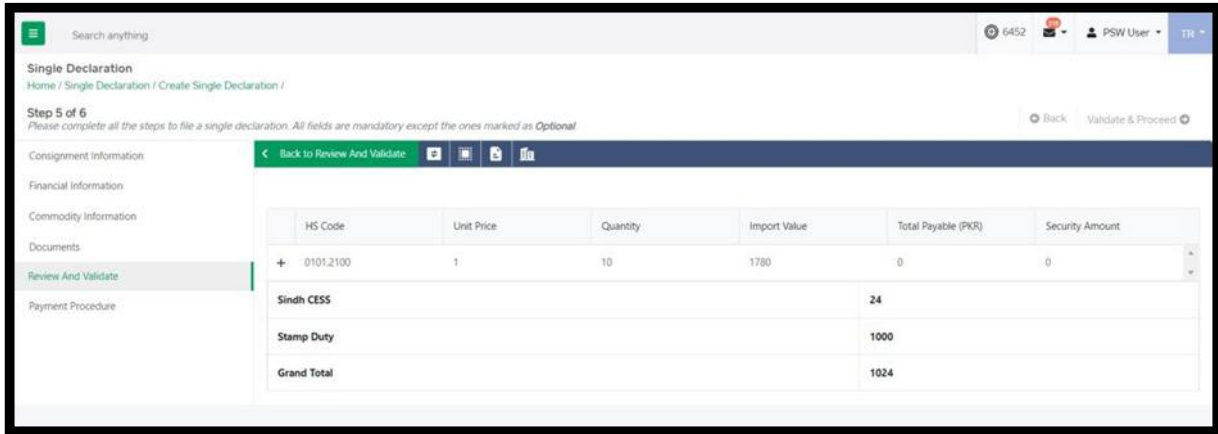 Search anything
6452
PSW User
TR
Single Declaration
Home / Single Declaration / Create Single Declaration /
Step 5 of 6
Please complete all the steps to file a single declaration. All fields are mandatory except the ones marked as Optional
Back Validate & Proceed
Consignment Information
Financial Information
Commodity Information
Documents
Review And Validate
Payment Procedure
Back to Review And Validate
HS Code Unit Price Quantity Import Value Total Payable (PKR) Security Amount
+ 0101.2100 1 10 1780 0 0
Sindh CESS 24
Stamp Duty 1000
Grand Total 1024